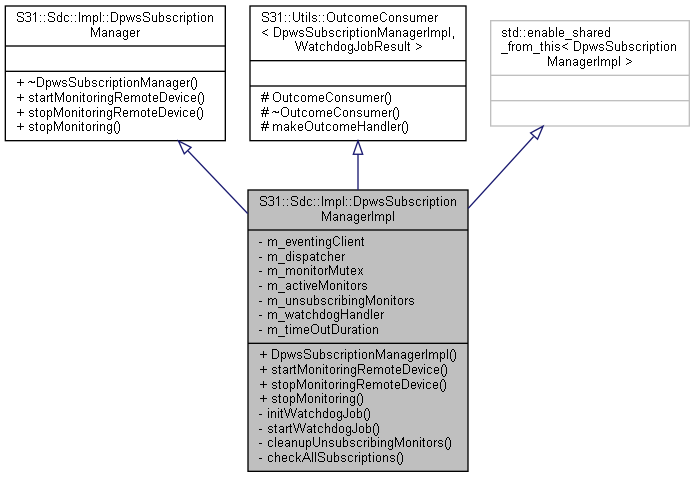 S31::Sdc::Impl::DpwsSubscription
Manager
+ ~DpwsSubscriptionManager()
+ startMonitoringRemoteDevice()
+ stopMonitoringRemoteDevice()
+ stopMonitoring()
S31::Utils::OutcomeConsumer
< DpwsSubscriptionManagerImpl,
WatchdogJobResult >
# OutcomeConsumer()
# ~OutcomeConsumer()
# makeOutcomeHandler()
std::enable_shared
_from_this< DpwsSubscription
ManagerImpl >
S31::Sdc::Impl::DpwsSubscription
ManagerImpl
- m_eventingClient
- m_dispatcher
- m_monitorMutex
- m_activeMonitors
- m_unsubscribingMonitors
- m_watchdogHandler
- m_timeOutDuration
+ DpwsSubscriptionManagerImpl()
+ startMonitoringRemoteDevice()
+ stopMonitoringRemoteDevice()
+ stopMonitoring()
- initWatchdogJob()
- startWatchdogJob()
- cleanupUnsubscribingMonitors()
- checkAllSubscriptions()